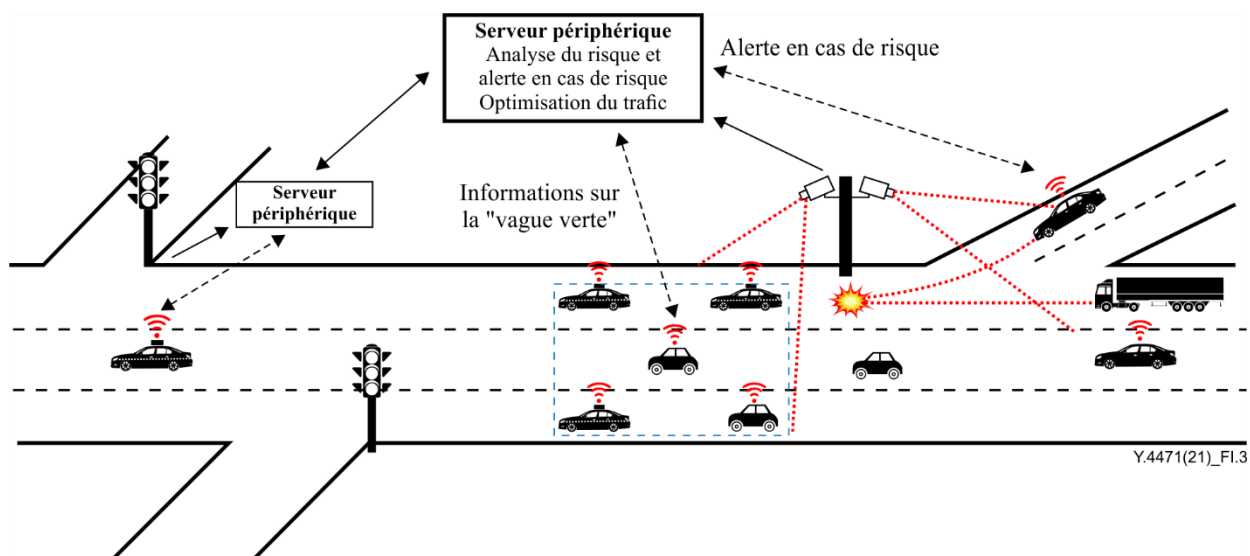 Serveur périphérique
Analyse du risque et
alerte en cas de risque
Optimisation du trafic
Alerte en cas de risque
Serveur
périphérique
Informations sur
la "vague verte"
Y.4471(21)_FI.3